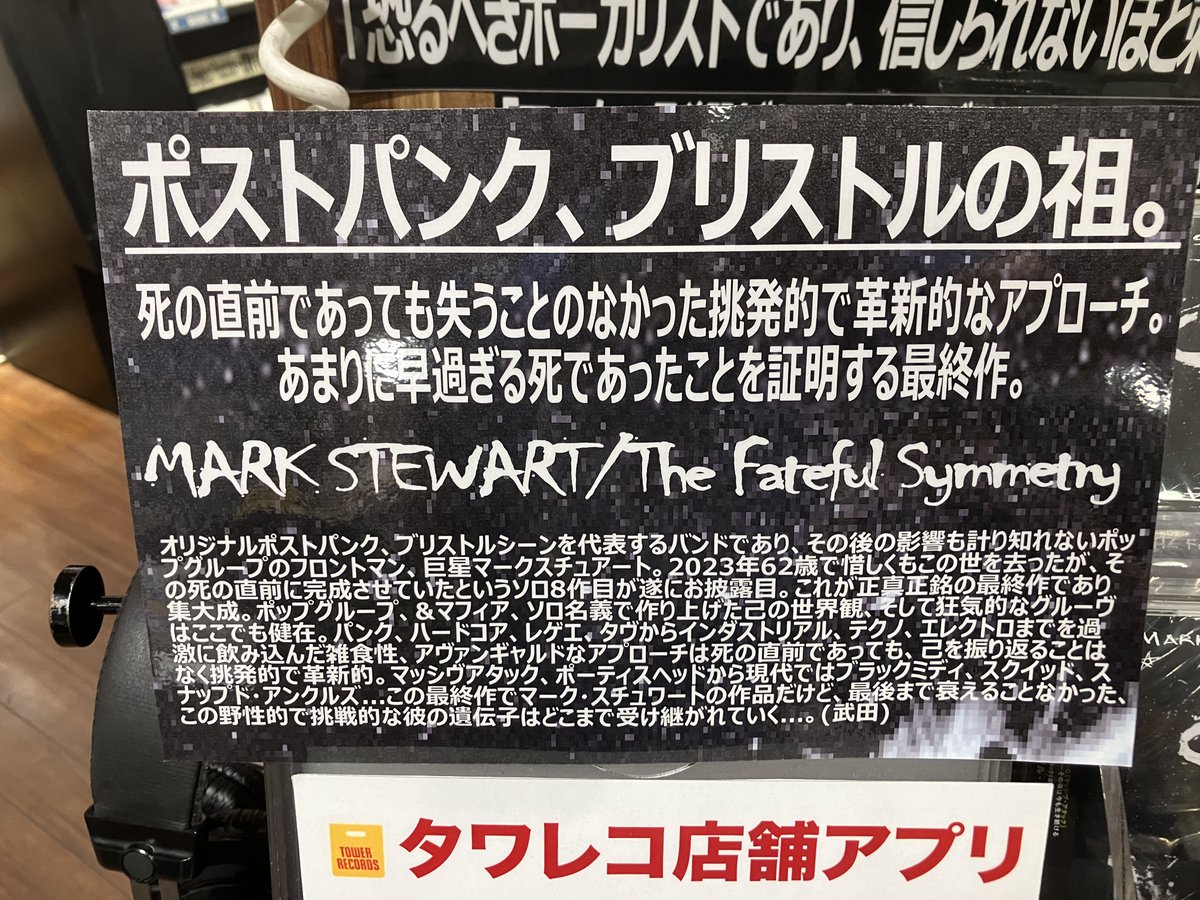 「恐るべきボーカリストであり、信じられないほど
ポストパンク、ブリストルの祖。
死の直前であっても失うことのなかった挑発的で革新的なアプローチ。
あまりに早過ぎる死であったことを証明する最終作。
MARK STEWART/The Fateful Symmetry
オリジナルポストパンク、ブリストルシーンを代表するバンドであり、その後の影響も計り知れないポッ
プグループのフロントマン、巨星マークスチュアート。2023年62歳で惜しくもこの世を去ったが、そ
の死の直前に完成させていたというソロ8作目が遂にお披露目。これが正真正銘の最終作であり
集大成。ポップグループ、&マフィア、ソロ名義で作り上げた己の世界観、そして狂気的なグルーヴ
はここでも健在。パンク、ハードコア、レゲエ、ダヴからインダストリアル、テクノ、エレクトロまでを過
激に飲み込んだ雑食性、アヴァンギャルドなアプローチは死の直前であっても、己を振り返ることは
なく挑発的で革新的。マッシヴアタック、ポーティスヘッドから現代ではブラックミディ、スクイッド、ス
ナップド・アンクルズ...この最終作でマーク・スチュワートの作品だけど、最後まで衰えることなかった、
この野性的で挑戦的な彼の遺伝子はどこまで受け継がれていく...。(武田)
TOWER
RECORDS
タワレコ店舗アプリ